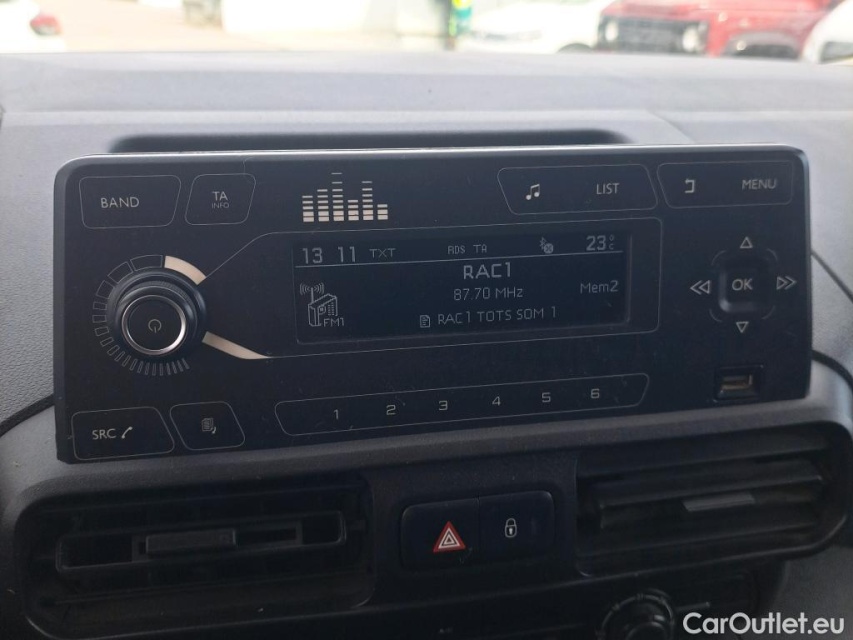 BAND
TA
INFO
LIST
MENU
13 11 TXT RDS TA 23°C
RAC1
87.70 MHz
Mem2
FM1
RAC1 TOTS SOM 1
OK
SRC
1 2 3 4 5 6
CarOutlet.eu